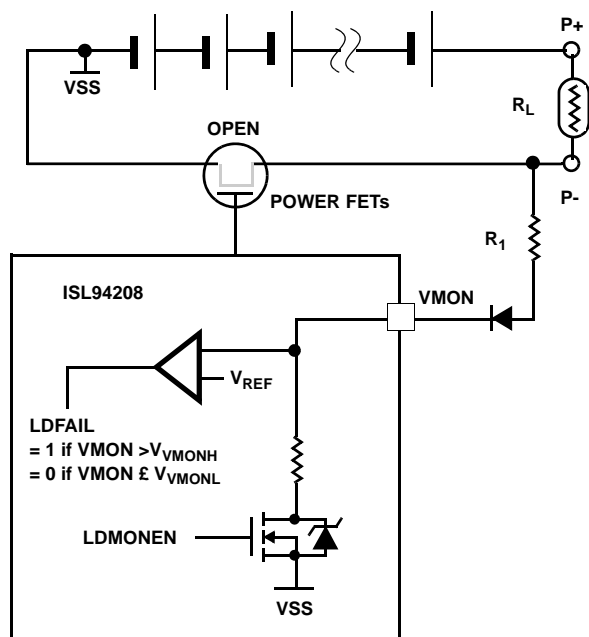 P+
VSS
RL
OPEN
P-
POWER FETs
R1
ISL94208
VMON
VREF
LDFAIL
= 1 if VMON >VVMONH
= 0 if VMON £ VVMONL
LDMONEN
VSS